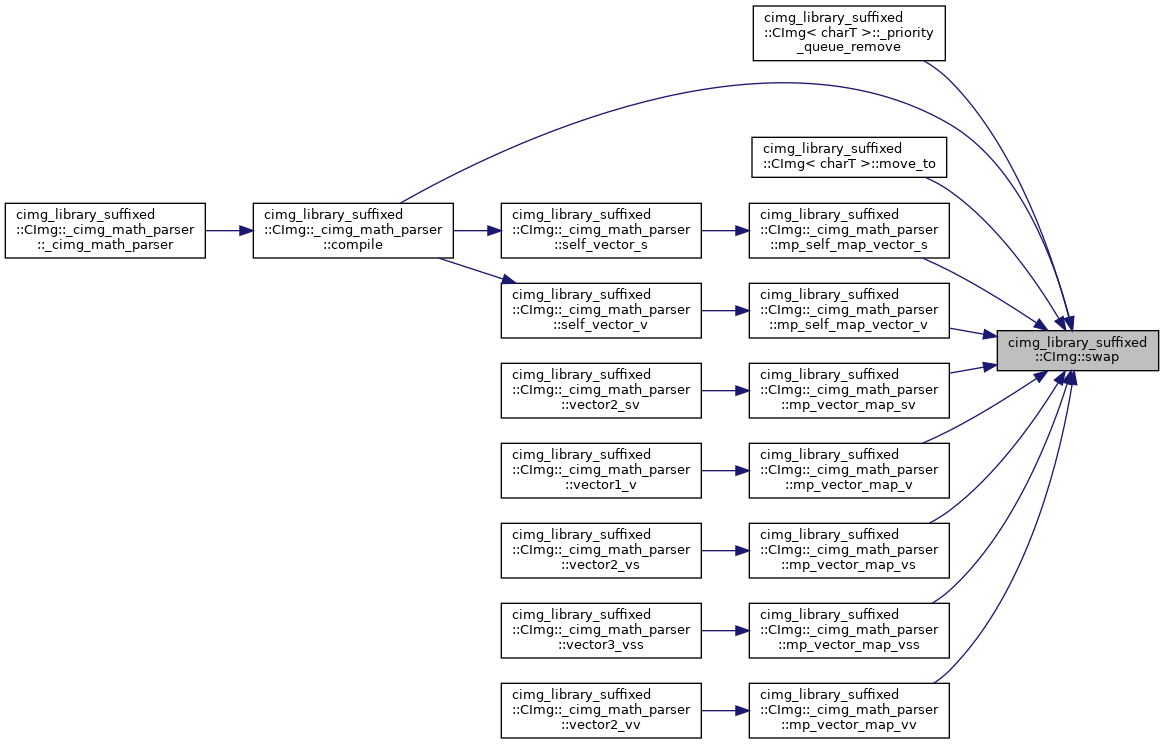 cimg_library_suffixed
::CImg< charT >::_priority
_queue_remove
cimg_library_suffixed
::CImg< charT >::move_to
cimg_library_suffixed
::CImg::_cimg_math_parser
::_cimg_math_parser
cimg_library_suffixed
::CImg::_cimg_math_parser
::compile
cimg_library_suffixed
::CImg::_cimg_math_parser
::self_vector_s
cimg_library_suffixed
::CImg::_cimg_math_parser
::mp_self_map_vector_s
cimg_library_suffixed
::CImg::_cimg_math_parser
::self_vector_v
cimg_library_suffixed
::CImg::_cimg_math_parser
::mp_self_map_vector_v
cimg_library_suffixed
::CImg::swap
cimg_library_suffixed
::CImg::_cimg_math_parser
::vector2_sv
cimg_library_suffixed
::CImg::_cimg_math_parser
::mp_vector_map_sv
cimg_library_suffixed
::CImg::_cimg_math_parser
::vector1_v
cimg_library_suffixed
::CImg::_cimg_math_parser
::mp_vector_map_v
cimg_library_suffixed
::CImg::_cimg_math_parser
::vector2_vs
cimg_library_suffixed
::CImg::_cimg_math_parser
::mp_vector_map_vs
cimg_library_suffixed
::CImg::_cimg_math_parser
::vector3_vss
cimg_library_suffixed
::CImg::_cimg_math_parser
::mp_vector_map_vss
cimg_library_suffixed
::CImg::_cimg_math_parser
::vector2_vv
cimg_library_suffixed
::CImg::_cimg_math_parser
::mp_vector_map_vv